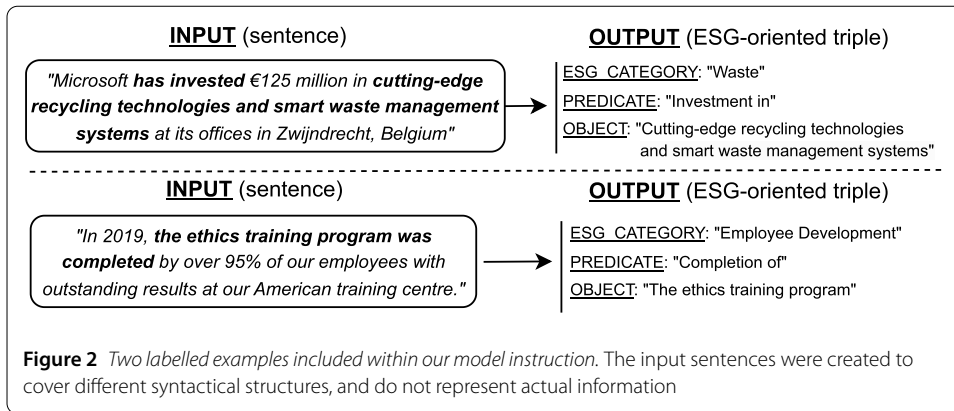 INPUT (sentence)
"Microsoft has invested €125 million in cutting-edge
recycling technologies and smart waste management
systems at its offices in Zwijndrecht, Belgium"
OUTPUT (ESG-oriented triple)
ESG_CATEGORY: "Waste"
PREDICATE: "Investment in"
OBJECT: "Cutting-edge recycling technologies
and smart waste management systems"
INPUT (sentence)
"In 2019, the ethics training program was
completed by over 95% of our employees with
outstanding results at our American training centre."
OUTPUT (ESG-oriented triple)
ESG_CATEGORY: "Employee Development"
PREDICATE: "Completion of"
OBJECT: "The ethics training program"
Figure 2 Two labelled examples included within our model instruction. The input sentences were created to
cover different syntactical structures, and do not represent actual information